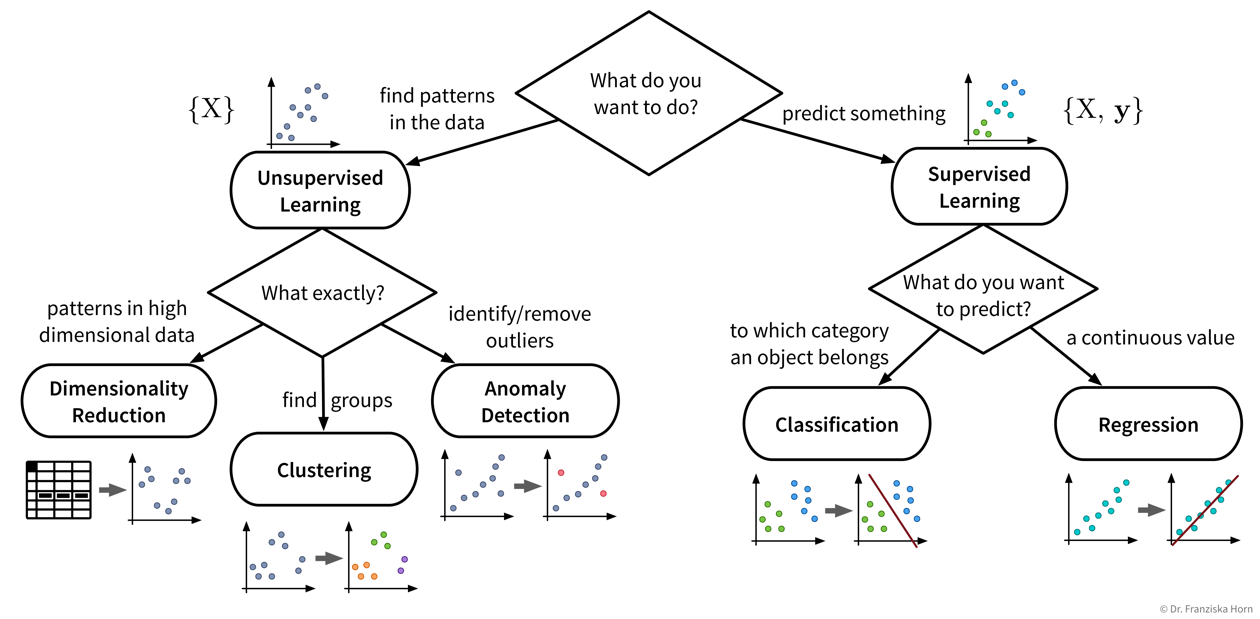 What do you
want to do?
find patterns
in the data
predict something
{X}
{X, y}
Unsupervised
Learning
Supervised
Learning
What exactly?
What do you want
to predict?
patterns in high
dimensional data
identify/remove
outliers
to which category
an object belongs
a continuous value
Dimensionality
Reduction
find groups
Anomaly
Detection
Classification
Regression
Clustering
© Dr. Franziska Horn